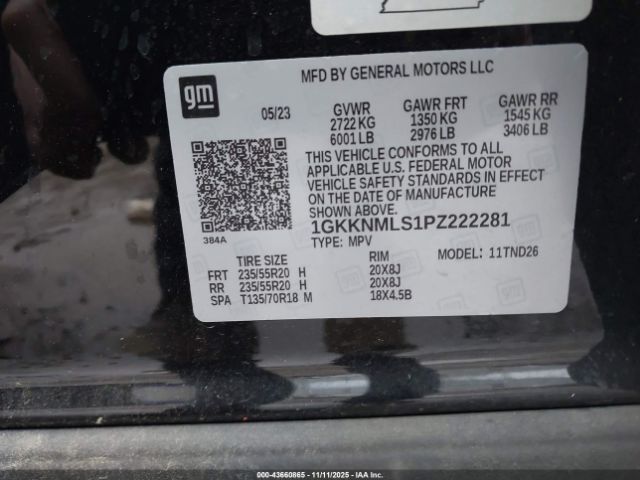 gm
MFD BY GENERAL MOTORS LLC
05/23
GVWR
2722 KG
6001 LB
GAWR FRT
1350 KG
2976 LB
GAWR RR
1545 KG
3406 LB
THIS VEHICLE CONFORMS TO ALL
APPLICABLE U.S. FEDERAL MOTOR
VEHICLE SAFETY STANDARDS IN EFFECT
ON THE DATE OF MANUFACTURE
SHOWN ABOVE.
384A
1GKKNMLS1PZ222281
TYPE: MPV
MODEL: 11TND26
TIRE SIZE RIM
FRT 235/55R20 H 20X8J
RR 235/55R20 H 20X8J
SPA T135/70R18 M 18X4.5B
000-43660865 - 11/11/2025 - IAAI.com